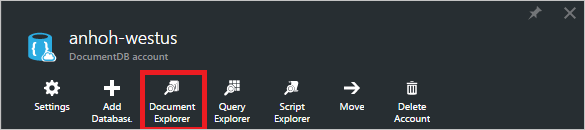 anhoh-westus
DocumentDB account
Settings
Add
Database.
Document
Explorer
Query
Explorer
Script
Explorer
Move
Delete
Account